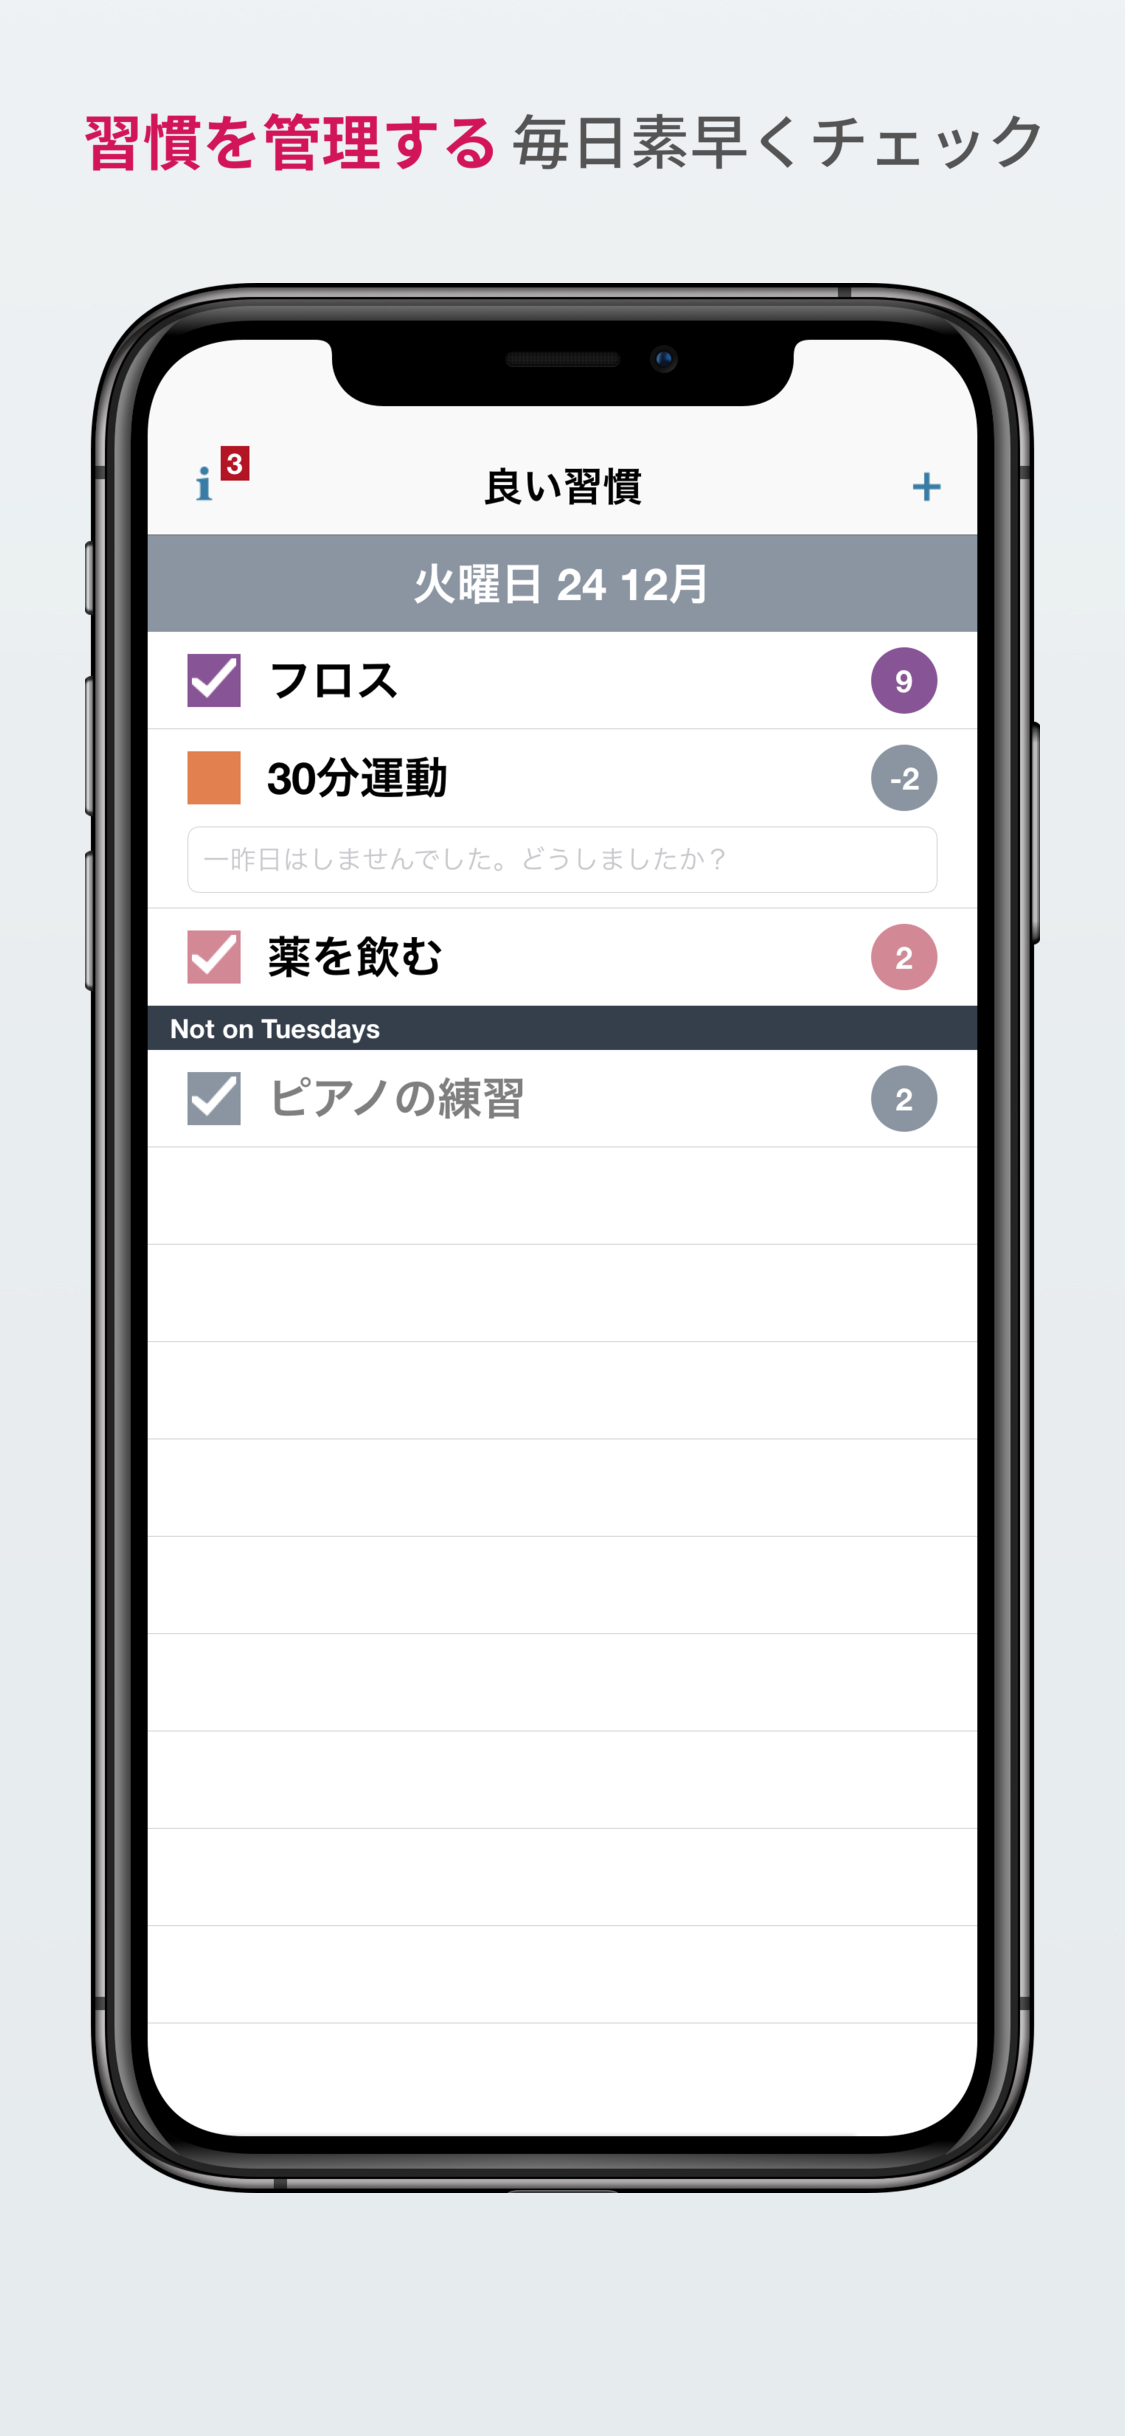 習慣を管理する 毎日素早くチェック
i 3
良い習慣
+
火曜日 24 12月
フロス 9
30分運動 -2
一昨日はしませんでした。どうしましたか？
薬を飲む 2
Not on Tuesdays
ピアノの練習 2